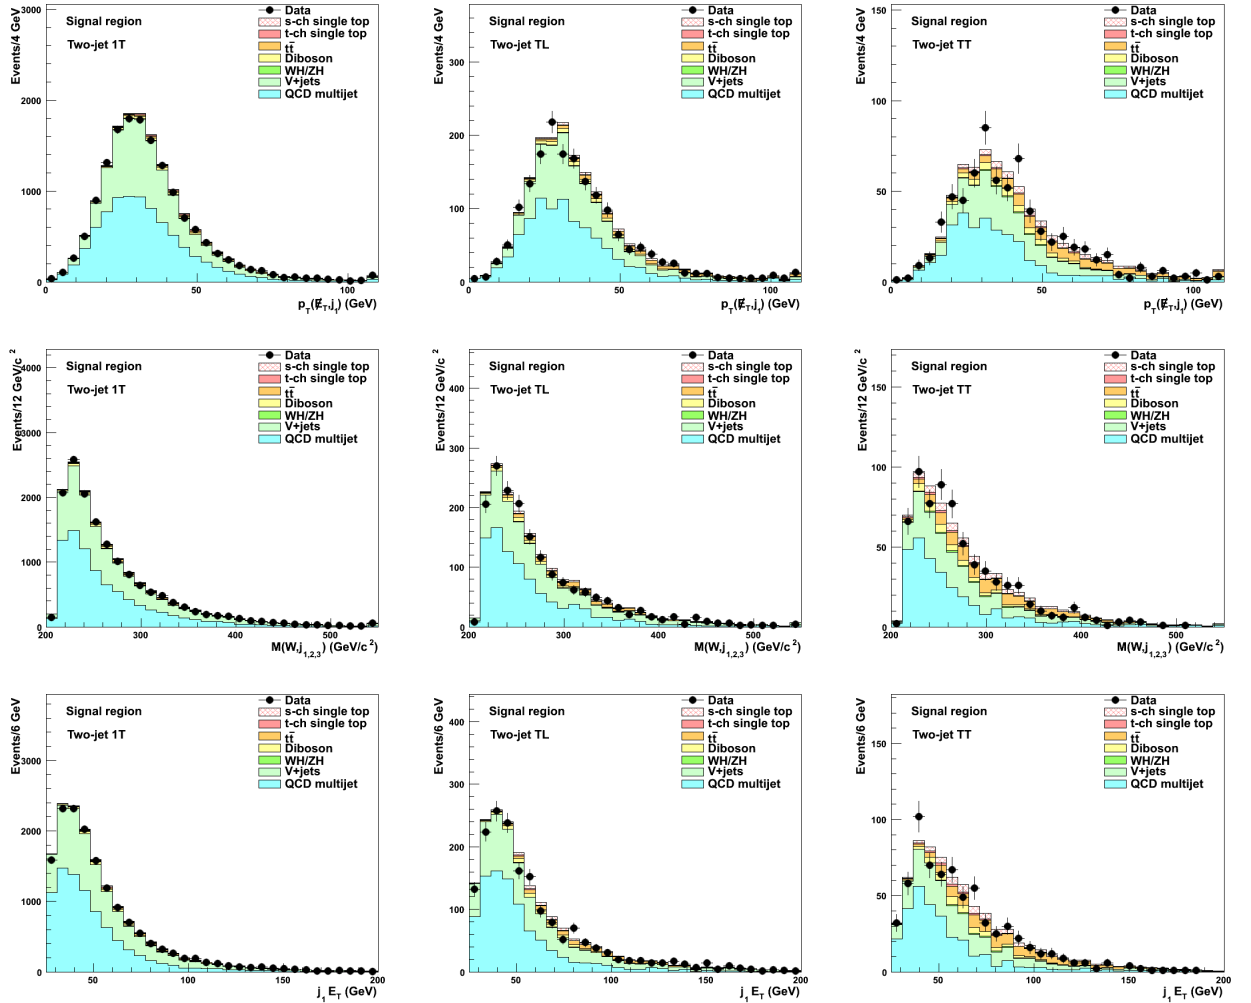 Events/4 GeV
3000
2000
1000
0
0
50
100
Signal region
Two-jet 1T
Data
s-ch single top
t-ch single top
tt̄
Diboson
WH/ZH
V+jets
QCD multijet
p_T(E̸_T,j_1) (GeV)
Events/4 GeV
300
200
100
0
0
50
100
Signal region
Two-jet TL
Data
s-ch single top
t-ch single top
tt̄
Diboson
WH/ZH
V+jets
QCD multijet
p_T(E̸_T,j_1) (GeV)
Events/4 GeV
150
100
50
0
0
50
100
Signal region
Two-jet TT
Data
s-ch single top
t-ch single top
tt̄
Diboson
WH/ZH
V+jets
QCD multijet
p_T(E̸_T,j_1) (GeV)
Events/12 GeV/c²
4000
3000
2000
1000
0
200
300
400
500
Signal region
Two-jet 1T
Data
s-ch single top
t-ch single top
tt̄
Diboson
WH/ZH
V+jets
QCD multijet
M(W,j_1,2,3) (GeV/c²)
Events/12 GeV/c²
400
300
200
100
0
200
300
400
500
Signal region
Two-jet TL
Data
s-ch single top
t-ch single top
tt̄
Diboson
WH/ZH
V+jets
QCD multijet
M(W,j_1,2,3) (GeV/c²)
Events/12 GeV/c²
150
100
50
0
200
300
400
500
Signal region
Two-jet TT
Data
s-ch single top
t-ch single top
tt̄
Diboson
WH/ZH
V+jets
QCD multijet
M(W,j_1,2,3) (GeV/c²)
Events/6 GeV
3000
2000
1000
0
50
100
150
200
Signal region
Two-jet 1T
Data
s-ch single top
t-ch single top
tt̄
Diboson
WH/ZH
V+jets
QCD multijet
j_1 E_T (GeV)
Events/6 GeV
400
300
200
100
0
50
100
150
200
Signal region
Two-jet TL
Data
s-ch single top
t-ch single top
tt̄
Diboson
WH/ZH
V+jets
QCD multijet
j_1 E_T (GeV)
Events/6 GeV
150
100
50
0
50
100
150
200
Signal region
Two-jet TT
Data
s-ch single top
t-ch single top
tt̄
Diboson
WH/ZH
V+jets
QCD multijet
j_1 E_T (GeV)